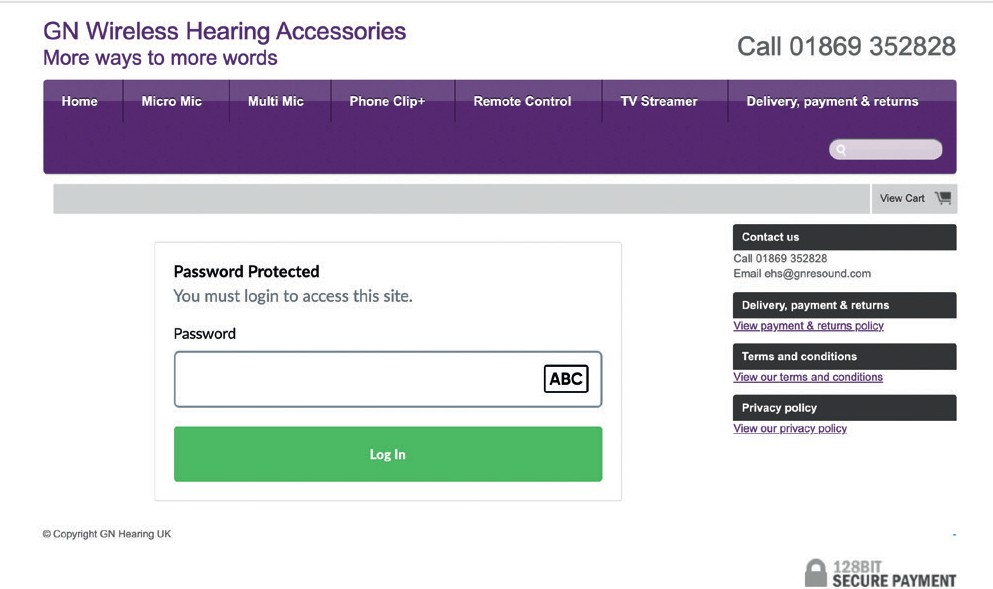 GN Wireless Hearing Accessories
More ways to more words
Call 01869 352828
Home Micro Mic Multi Mic Phone Clip+ Remote Control TV Streamer Delivery, payment & returns
View Cart
Password Protected
You must login to access this site.
Password
ABC
Log In
Contact us
Call 01869 352828
Email ehs@gnresound.com
Delivery, payment & returns
View payment & returns policy
Terms and conditions
View our terms and conditions
Privacy policy
View our privacy policy
© Copyright GN Hearing UK
128BIT
SECURE PAYMENT